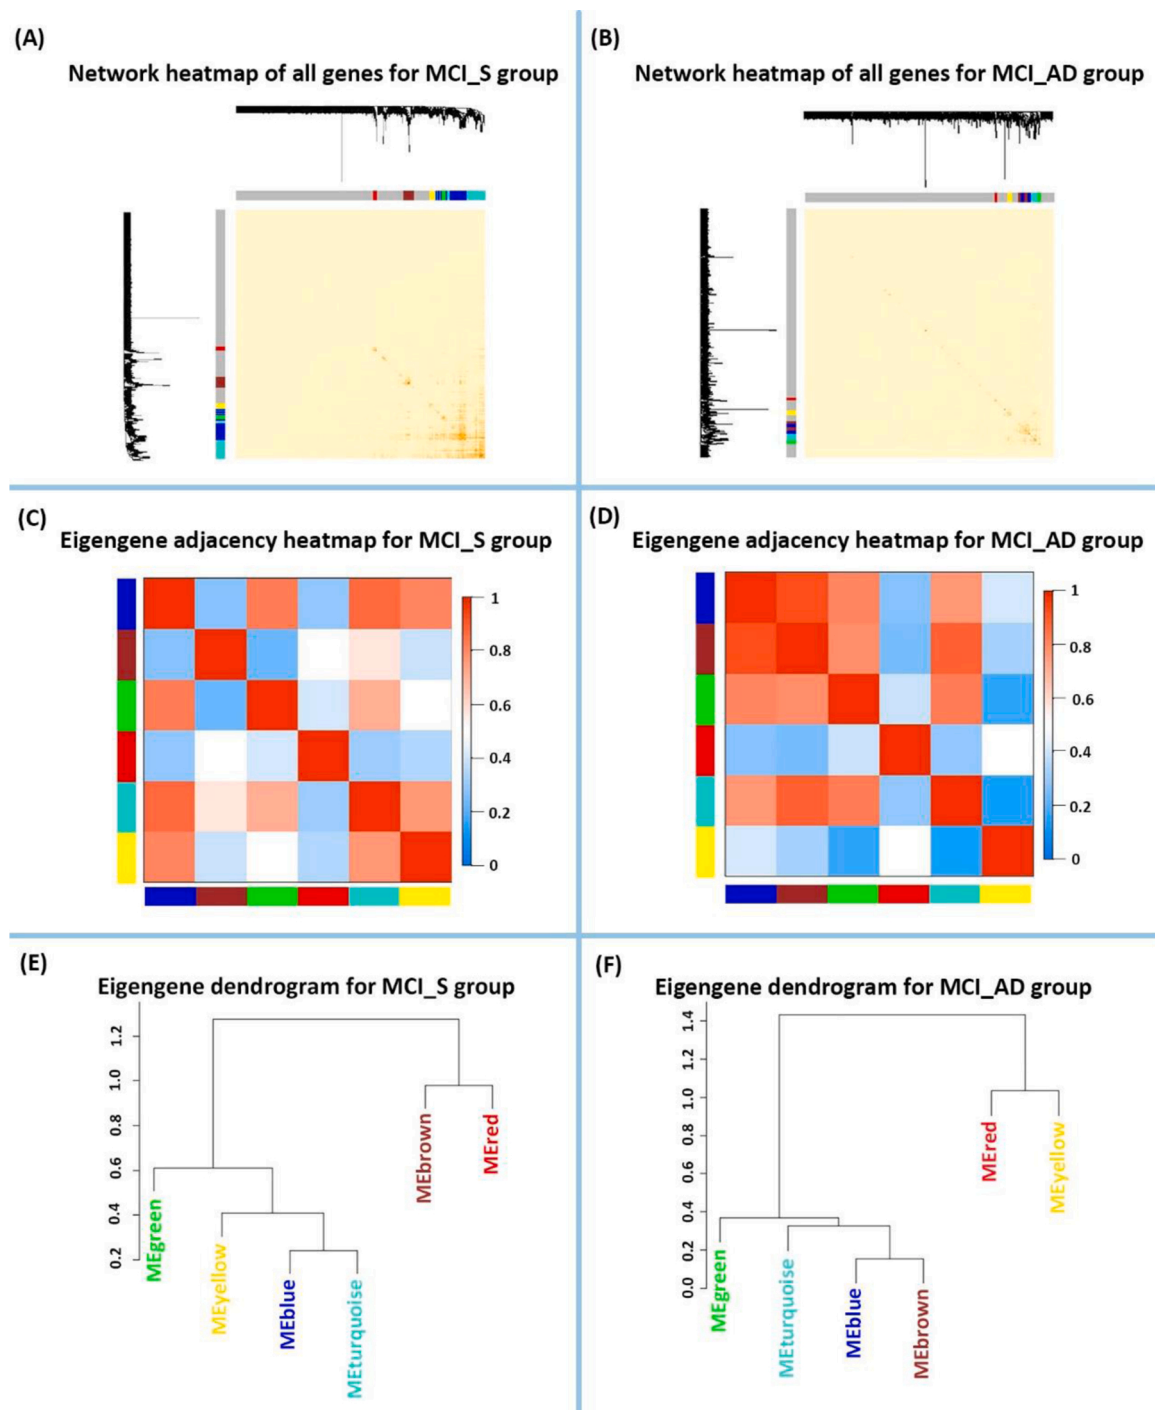 (A)
Network heatmap of all genes for MCI_S group
(B)
Network heatmap of all genes for MCI_AD group
(C)
Eigengene adjacency heatmap for MCI_S group
1
0.8
0.6
0.4
0.2
0
(D)
Eigengene adjacency heatmap for MCI_AD group
1
0.8
0.6
0.4
0.2
0
(E)
Eigengene dendrogram for MCI_S group
1.2
1.0
0.8
0.6
0.4
0.2
MEgreen
MEyellow
MEblue
MEturquoise
MEbrown
MEred
(F)
Eigengene dendrogram for MCI_AD group
1.4
1.2
1.0
0.8
0.6
0.4
0.2
0.0
MEgreen
MEturquoise
MEblue
MEbrown
MEred
MEyellow